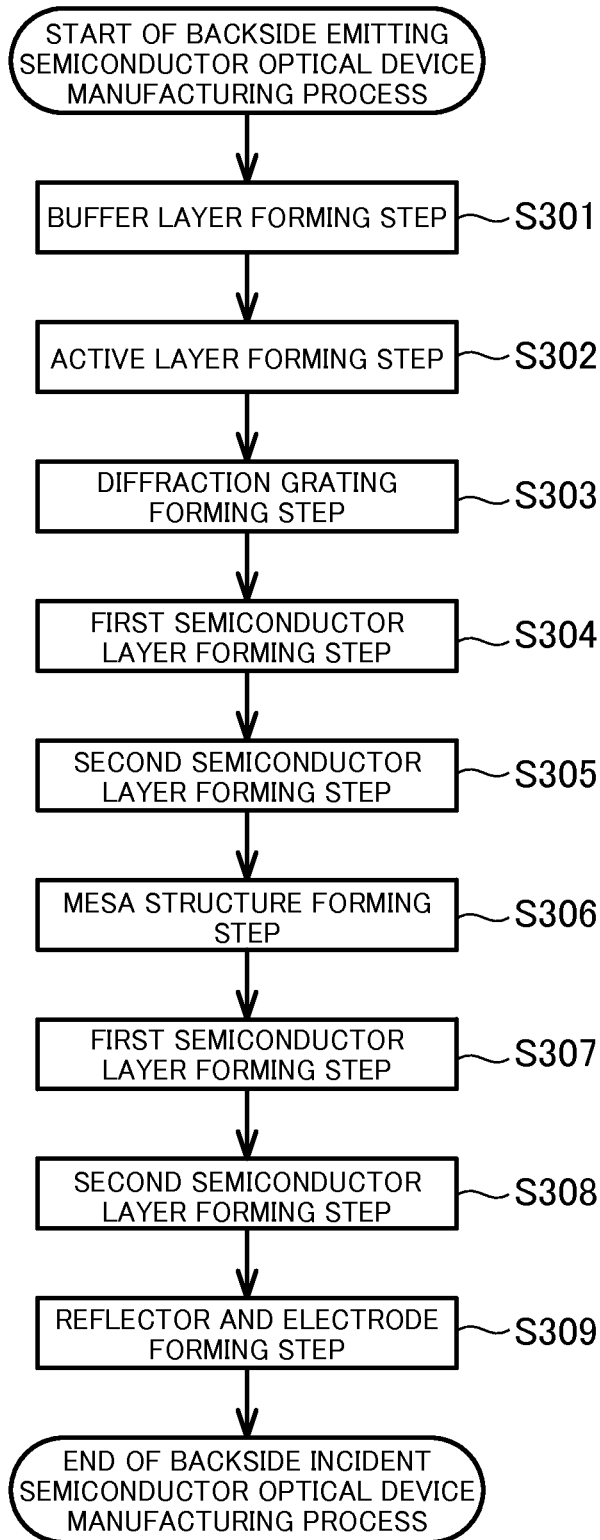 START OF BACKSIDE EMITTING
SEMICONDUCTOR OPTICAL DEVICE
MANUFACTURING PROCESS
BUFFER LAYER FORMING STEP
S301
ACTIVE LAYER FORMING STEP
S302
DIFFRACTION GRATING
FORMING STEP
S303
FIRST SEMICONDUCTOR
LAYER FORMING STEP
S304
SECOND SEMICONDUCTOR
LAYER FORMING STEP
S305
MESA STRUCTURE FORMING
STEP
S306
FIRST SEMICONDUCTOR
LAYER FORMING STEP
S307
SECOND SEMICONDUCTOR
LAYER FORMING STEP
S308
REFLECTOR AND ELECTRODE
FORMING STEP
S309
END OF BACKSIDE INCIDENT
SEMICONDUCTOR OPTICAL DEVICE
MANUFACTURING PROCESS